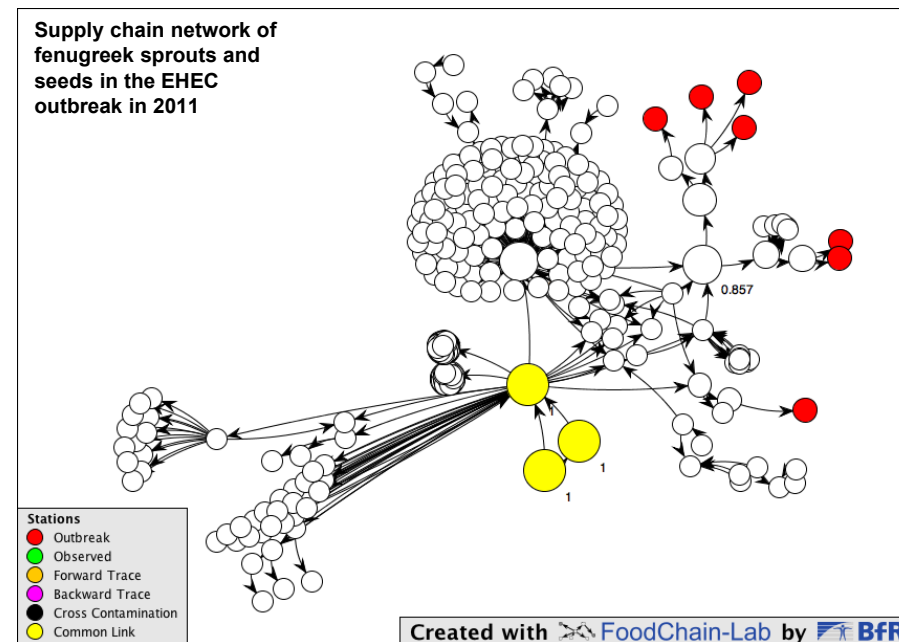 Supply chain network of
fenugreek sprouts and
seeds in the EHEC
outbreak in 2011
0.857
1
1
1
Stations
Outbreak
Observed
Forward Trace
Backward Trace
Cross Contamination
Common Link
Created with FoodChain-Lab by BfR